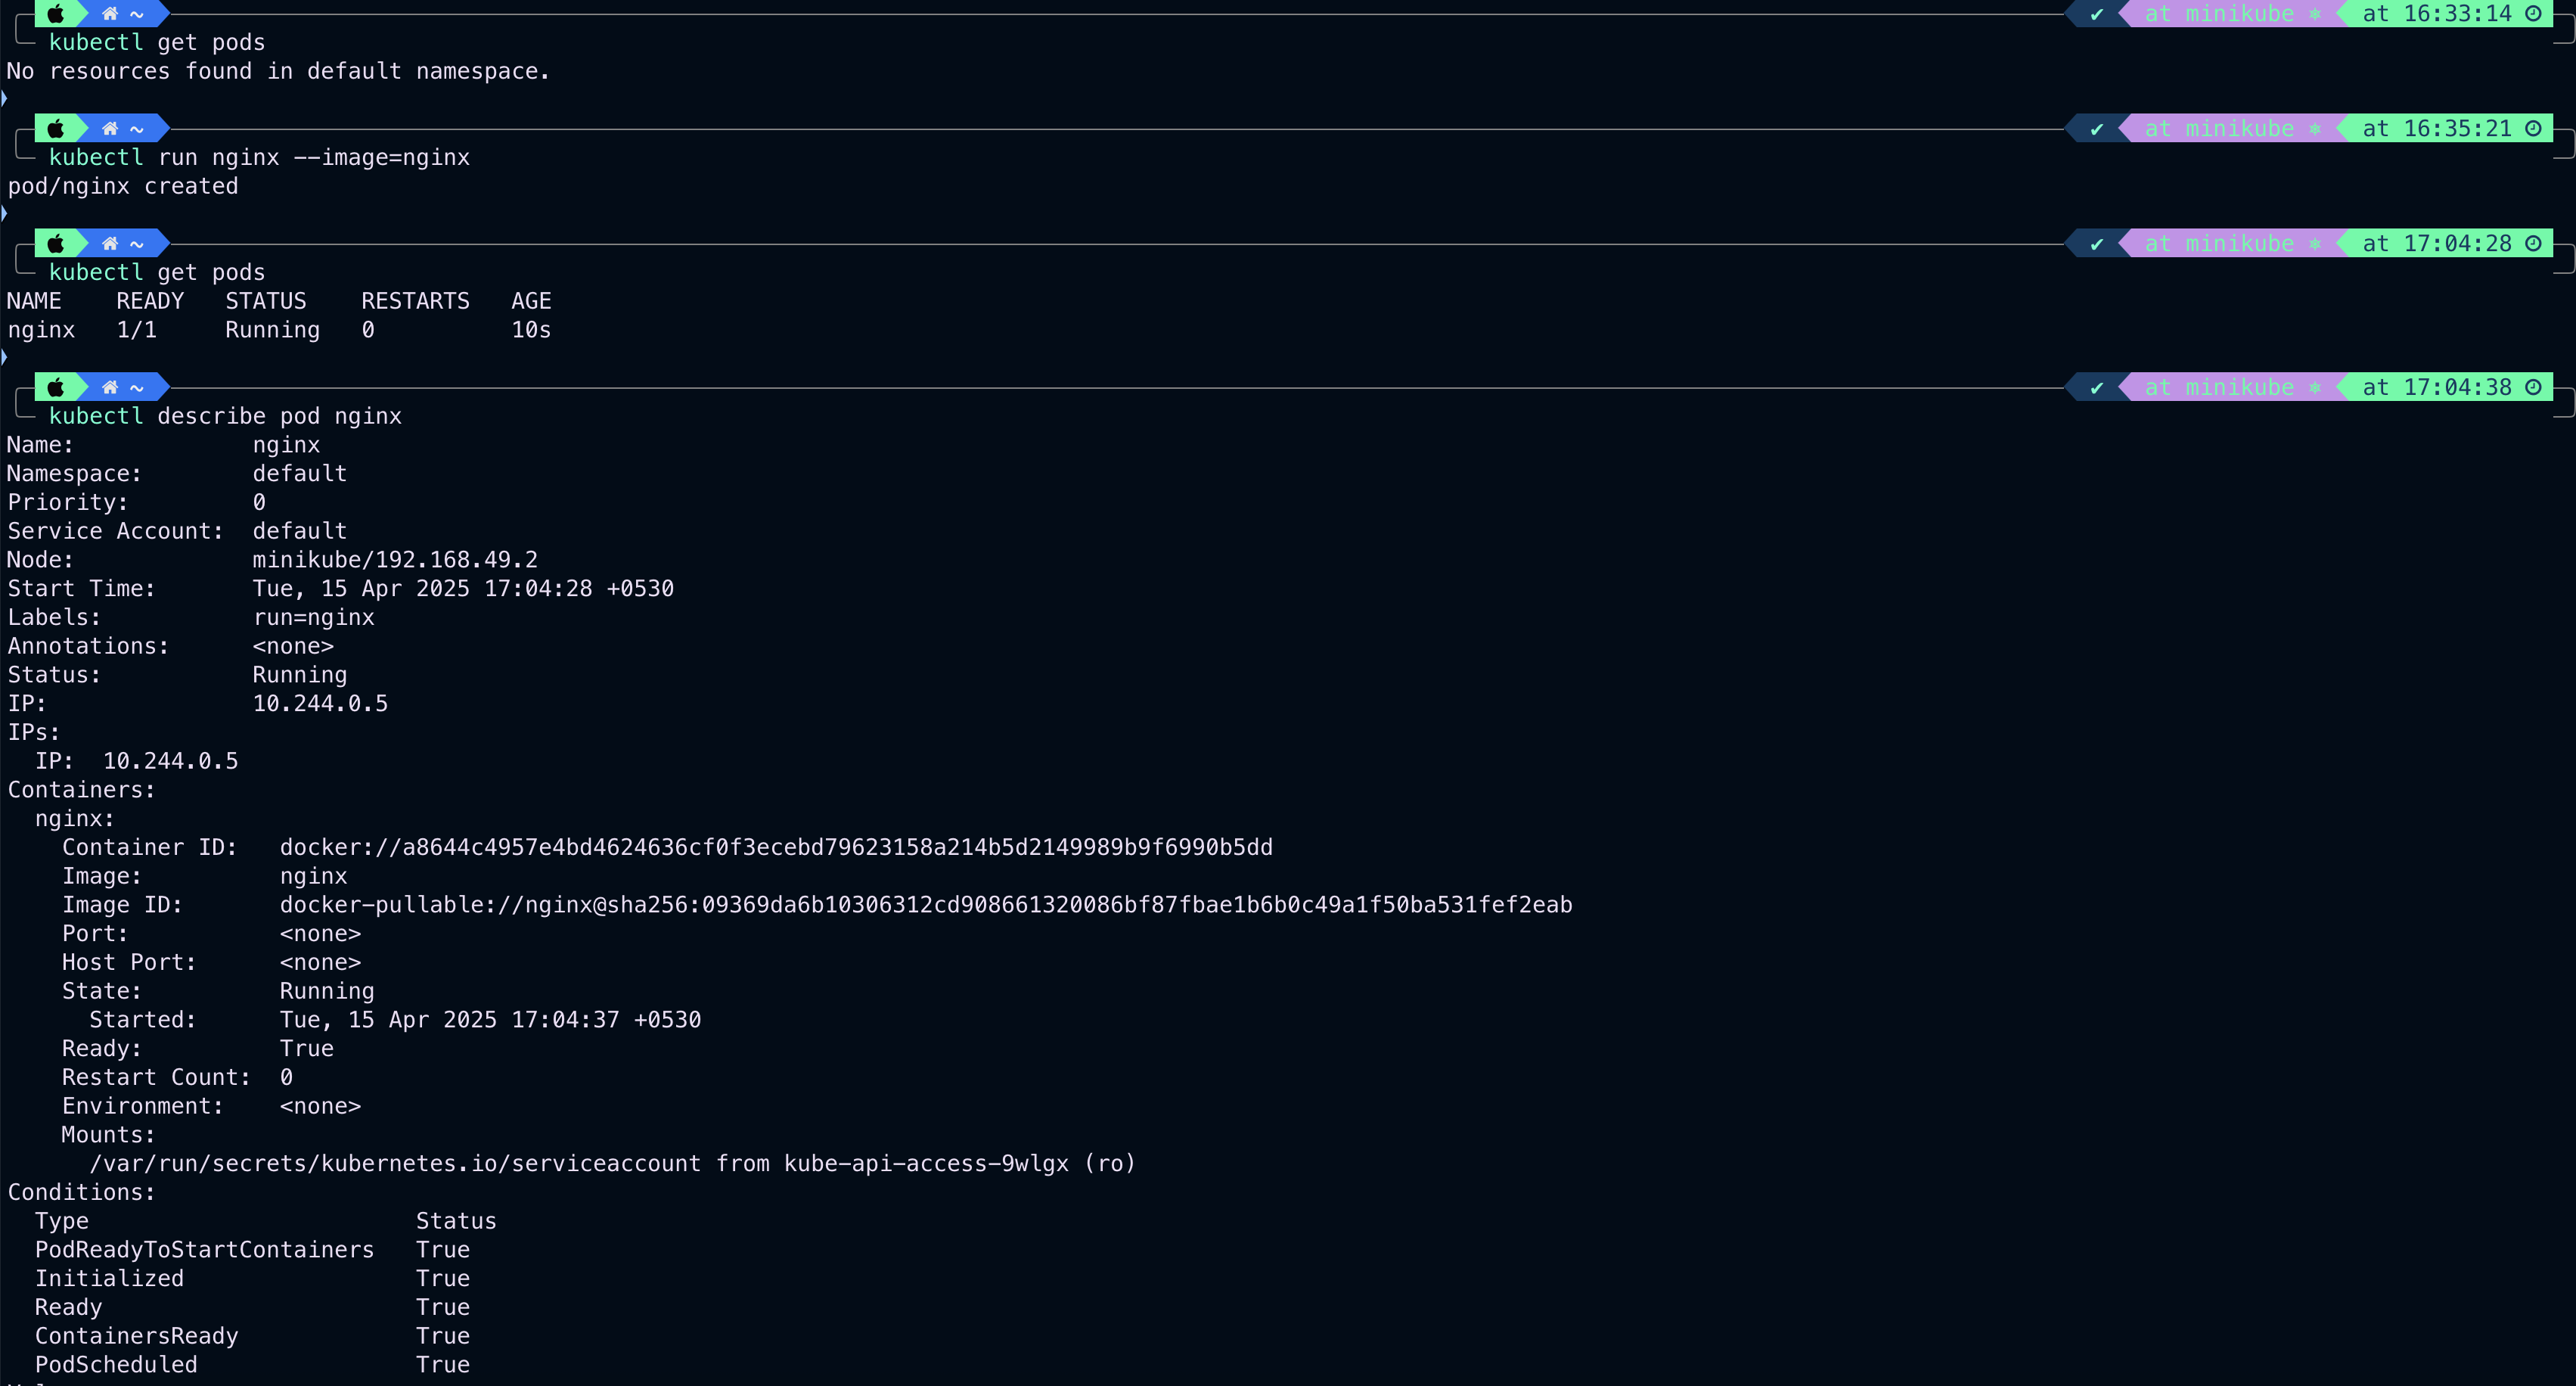 ~ ✔ at minikube ⎈ at 16:33:14
kubectl get pods
No resources found in default namespace.
~ ✔ at minikube ⎈ at 16:35:21
kubectl run nginx --image=nginx
pod/nginx created
~ ✔ at minikube ⎈ at 17:04:28
kubectl get pods
NAME    READY   STATUS    RESTARTS   AGE
nginx   1/1     Running   0          10s
~ ✔ at minikube ⎈ at 17:04:38
kubectl describe pod nginx
Name:             nginx
Namespace:        default
Priority:         0
Service Account:  default
Node:             minikube/192.168.49.2
Start Time:       Tue, 15 Apr 2025 17:04:28 +0530
Labels:           run=nginx
Annotations:      <none>
Status:           Running
IP:               10.244.0.5
IPs:
  IP:  10.244.0.5
Containers:
  nginx:
    Container ID:   docker://a8644c4957e4bd4624636cf0f3ecebd79623158a214b5d2149989b9f6990b5dd
    Image:          nginx
    Image ID:       docker-pullable://nginx@sha256:09369da6b10306312cd908661320086bf87fbae1b6b0c49a1f50ba531fef2eab
    Port:           <none>
    Host Port:      <none>
    State:          Running
      Started:      Tue, 15 Apr 2025 17:04:37 +0530
    Ready:          True
    Restart Count:  0
    Environment:    <none>
    Mounts:
      /var/run/secrets/kubernetes.io/serviceaccount from kube-api-access-9wlgx (ro)
Conditions:
  Type                        Status
  PodReadyToStartContainers   True
  Initialized                 True
  Ready                       True
  ContainersReady             True
  PodScheduled                True